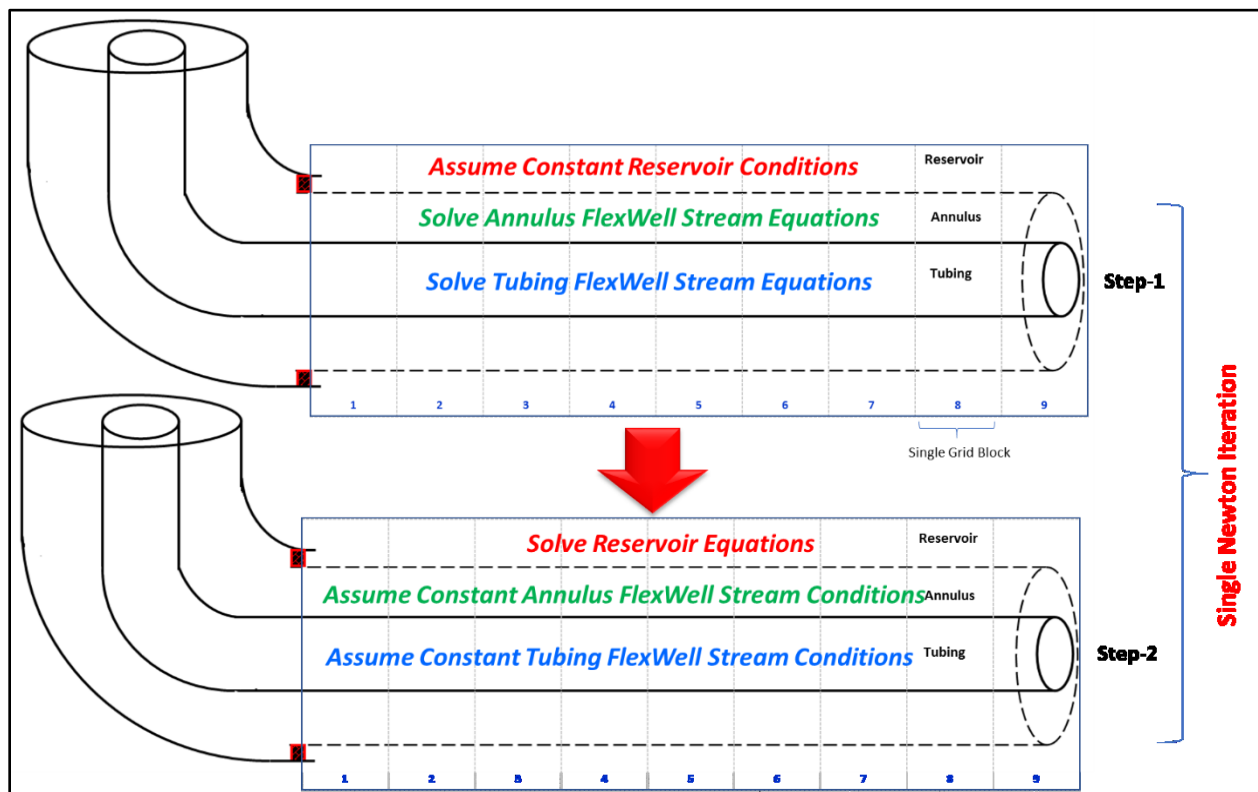 Assume Constant Reservoir Conditions
Reservoir
Solve Annulus FlexWell Stream Equations
Annulus
Solve Tubing FlexWell Stream Equations
Tubing
Step-1
1 2 3 4 5 6 7 8 9
Single Grid Block
Single Newton Iteration
Solve Reservoir Equations
Reservoir
Assume Constant Annulus FlexWell Stream Conditions
Annulus
Assume Constant Tubing FlexWell Stream Conditions
Tubing
Step-2
1 2 3 4 5 6 7 8 9